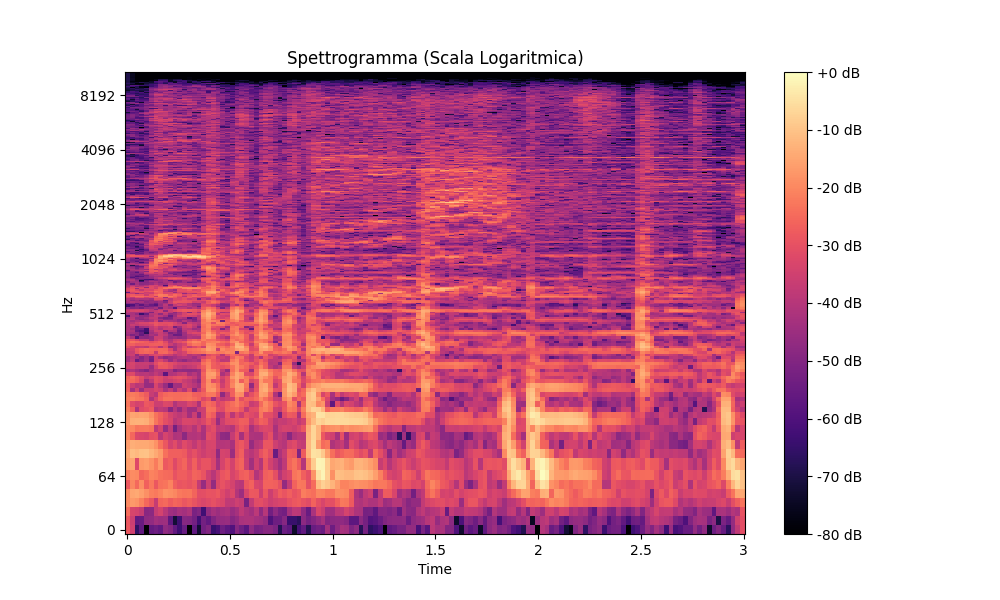 Spettrogramma (Scala Logaritmica)
8192
4096
2048
1024
512
256
128
64
0
Hz
0
0.5
1
1.5
2
2.5
3
Time
+0 dB
-10 dB
-20 dB
-30 dB
-40 dB
-50 dB
-60 dB
-70 dB
-80 dB